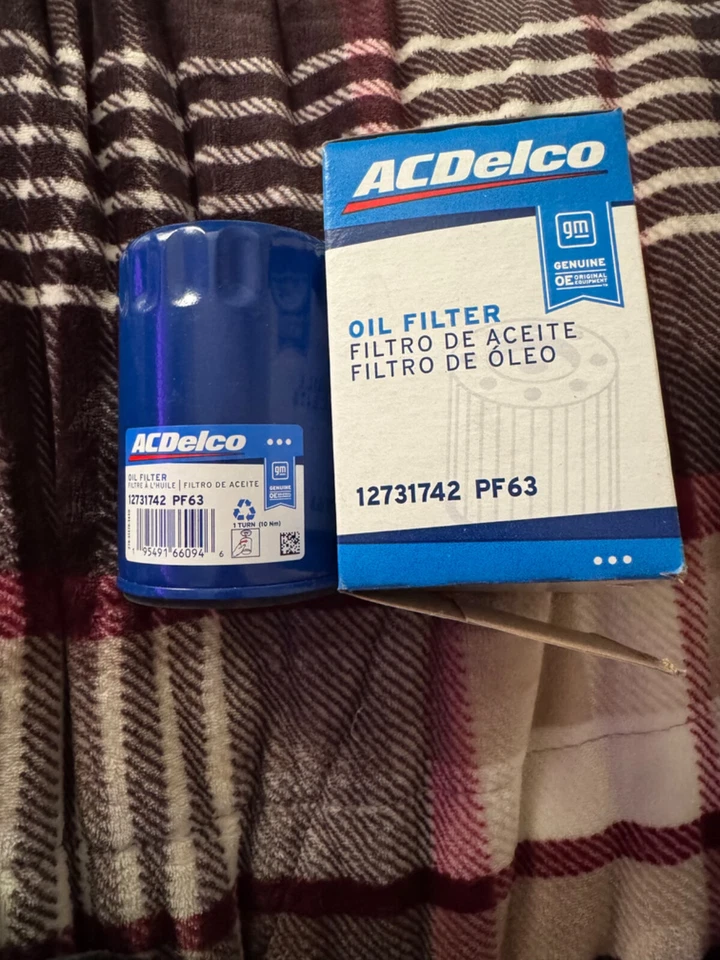 ACDelco
gm
GENUINE
OE ORIGINAL EQUIPMENT
OIL FILTER
FILTRO DE ACEITE
FILTRO DE ÓLEO
12731742 PF63
ACDelco
gm
GENUINE
OE
OIL FILTER
FILTRE À L'HUILE | FILTRO DE ACEITE
12731742 PF63
1 TURN (10 Nm)
95491 66094 6